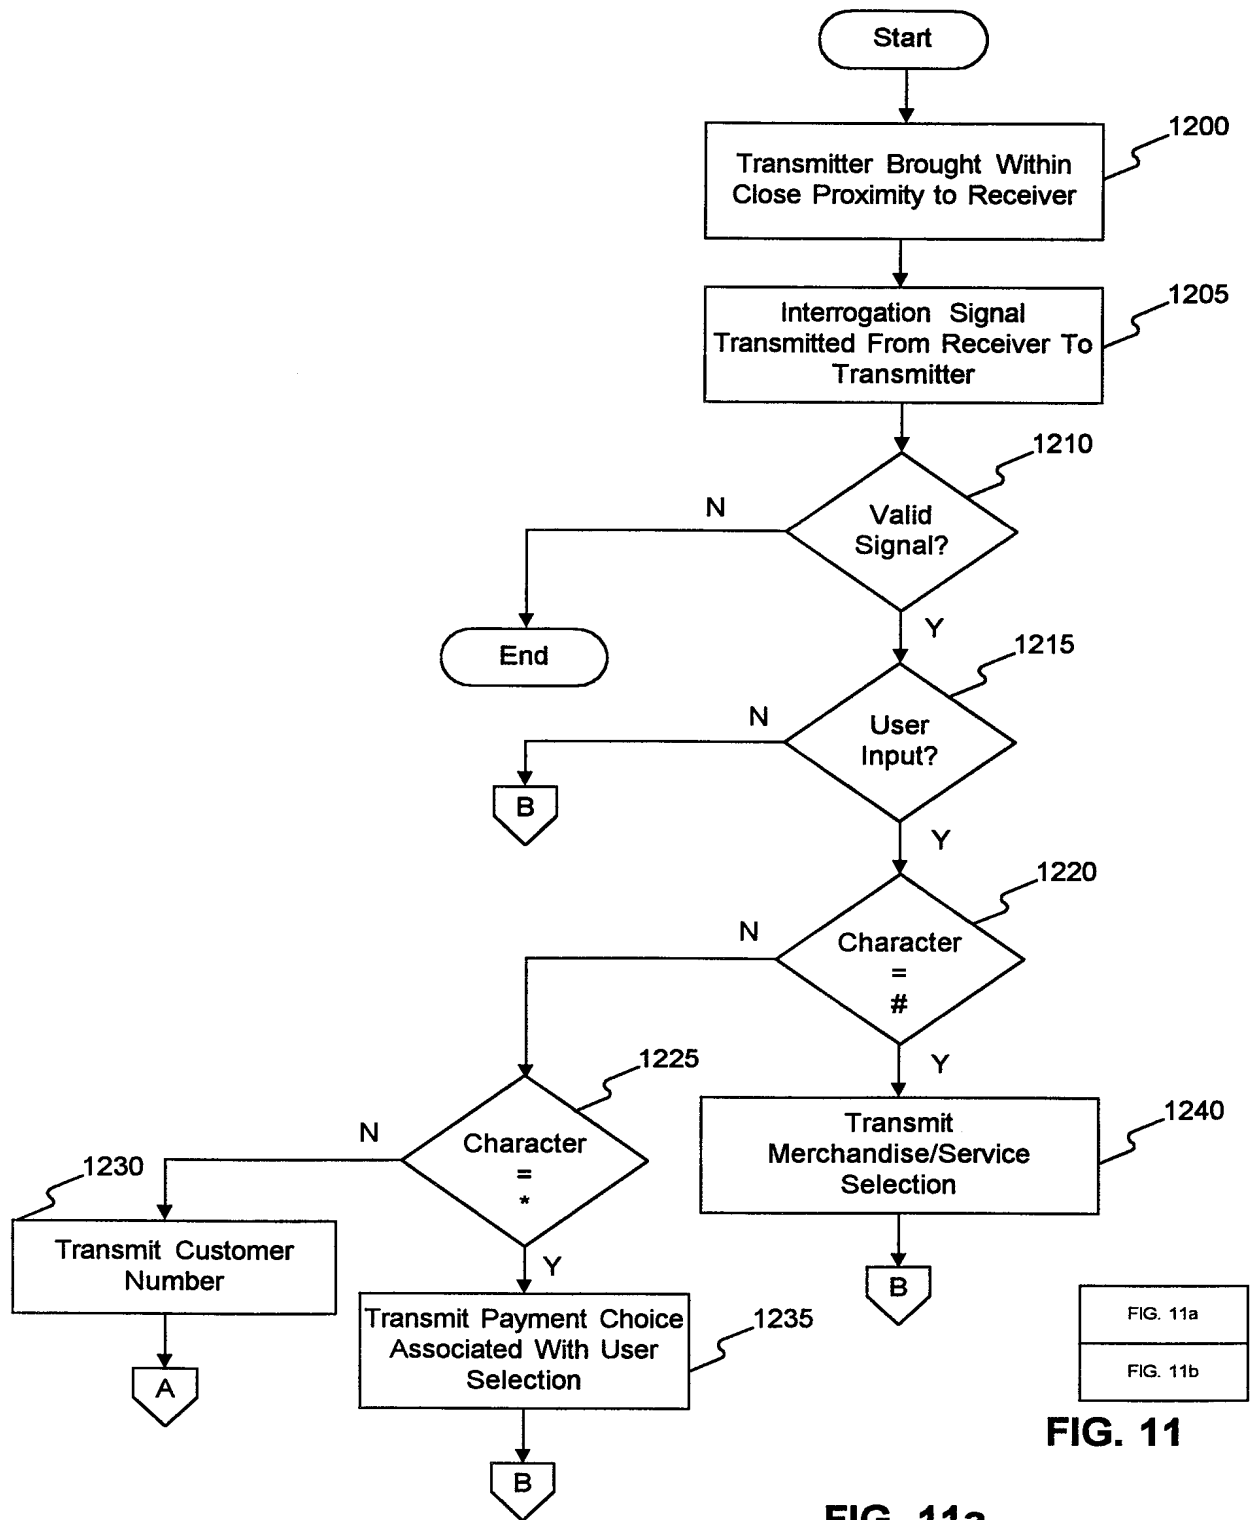 Start
1200
Transmitter Brought Within
Close Proximity to Receiver
1205
Interrogation Signal
Transmitted From Receiver To
Transmitter
1210
Valid
Signal?
N
Y
End
1215
User
Input?
N
Y
B
1220
Character
=
#
N
Y
1225
Character
=
*
N
Y
1240
Transmit
Merchandise/Service
Selection
B
1230
Transmit Customer
Number
A
1235
Transmit Payment Choice
Associated With User
Selection
B
FIG. 11a
FIG. 11b
FIG. 11
FIG. 11a